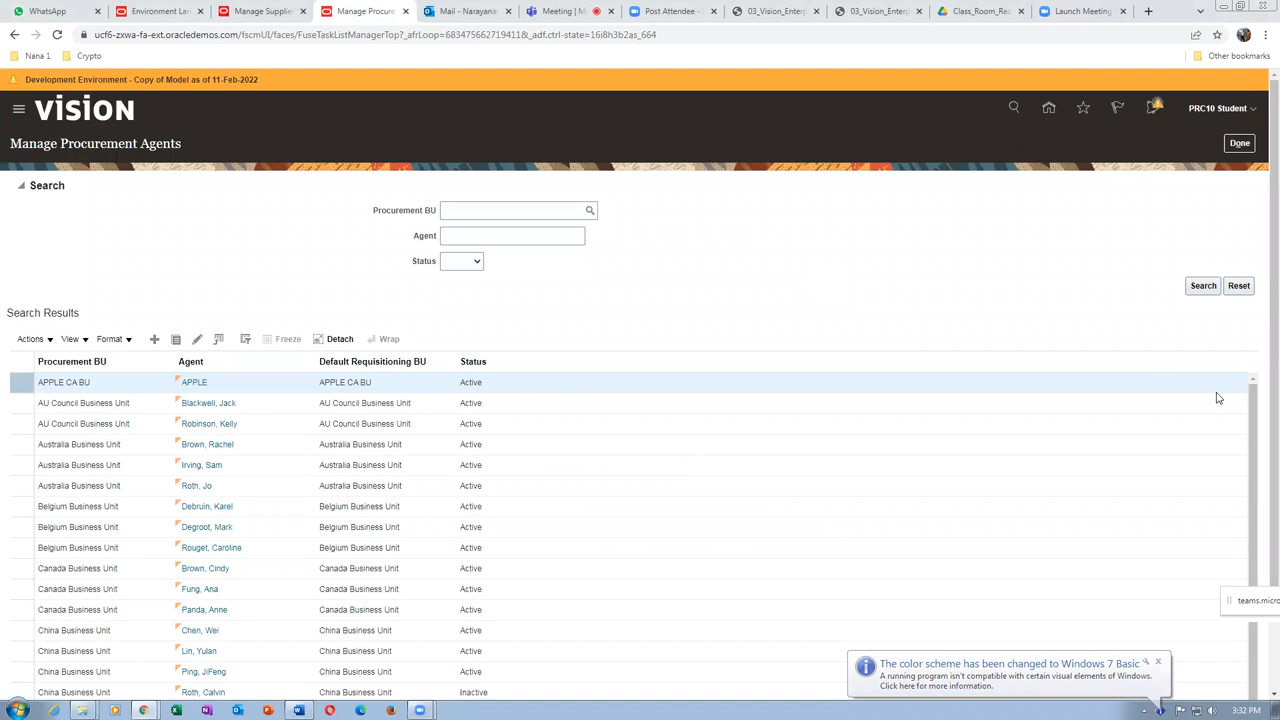 WhatsApp
Environment Lan
Manage Supplie
Manage Procurem
Mail - Narayana
Meeting | M
Post Attendee - Z
03_Vision_Enterp
03_Vision_Enterp
Class_Room_Rec
Launch Meeting
ucf6-zxwa-fa-ext.oracledemos.com/fscmUI/faces/FuseTaskListManagerTop?_afrLoop=6834756627194118&_adf.ctrl-state=16i8h3b2as_664
Nana 1
Crypto
Other bookmarks
Development Environment - Copy of Model as of 11-Feb-2022
VISION
PRC10 Student
Manage Procurement Agents
Done
Search
Procurement BU
Agent
Status
Search Reset
Search Results
Actions View Format Freeze Detach Wrap
Procurement BU Agent Default Requisitioning BU Status
APPLE CA BU APPLE APPLE CA BU Active
AU Council Business Unit Blackwell, Jack AU Council Business Unit Active
AU Council Business Unit Robinson, Kelly AU Council Business Unit Active
Australia Business Unit Brown, Rachel Australia Business Unit Active
Australia Business Unit Irving, Sam Australia Business Unit Active
Australia Business Unit Roth, Jo Australia Business Unit Active
Belgium Business Unit Debruin, Karel Belgium Business Unit Active
Belgium Business Unit Degroot, Mark Belgium Business Unit Active
Belgium Business Unit Rouget, Caroline Belgium Business Unit Active
Canada Business Unit Brown, Cindy Canada Business Unit Active
Canada Business Unit Fung, Ana Canada Business Unit Active
Canada Business Unit Panda, Anne Canada Business Unit Active
teams.micro
China Business Unit Chen, Wei China Business Unit Active
China Business Unit Lin, Yulan China Business Unit Active
China Business Unit Ping, JiFeng China Business Unit Active
China Business Unit Roth, Calvin China Business Unit Inactive
The color scheme has been changed to Windows 7 Basic
A running program isn't compatible with certain visual elements of Windows.
Click here for more information.
3:32 PM